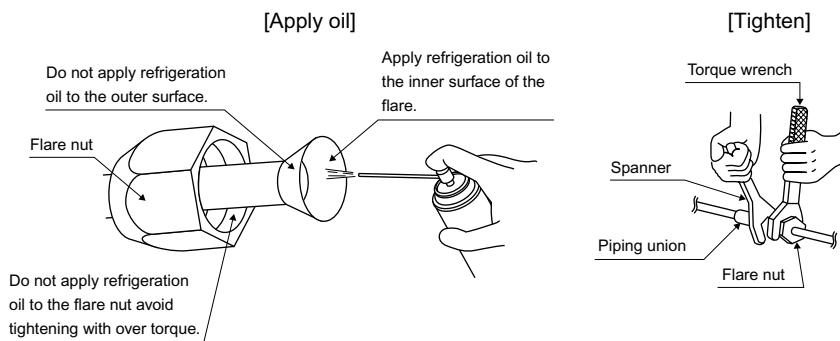 [Apply oil]
Do not apply refrigeration
oil to the outer surface.
Apply refrigeration oil to
the inner surface of the
flare.
Flare nut
Do not apply refrigeration
oil to the flare nut avoid
tightening with over torque.
[Tighten]
Torque wrench
Spanner
Piping union
Flare nut